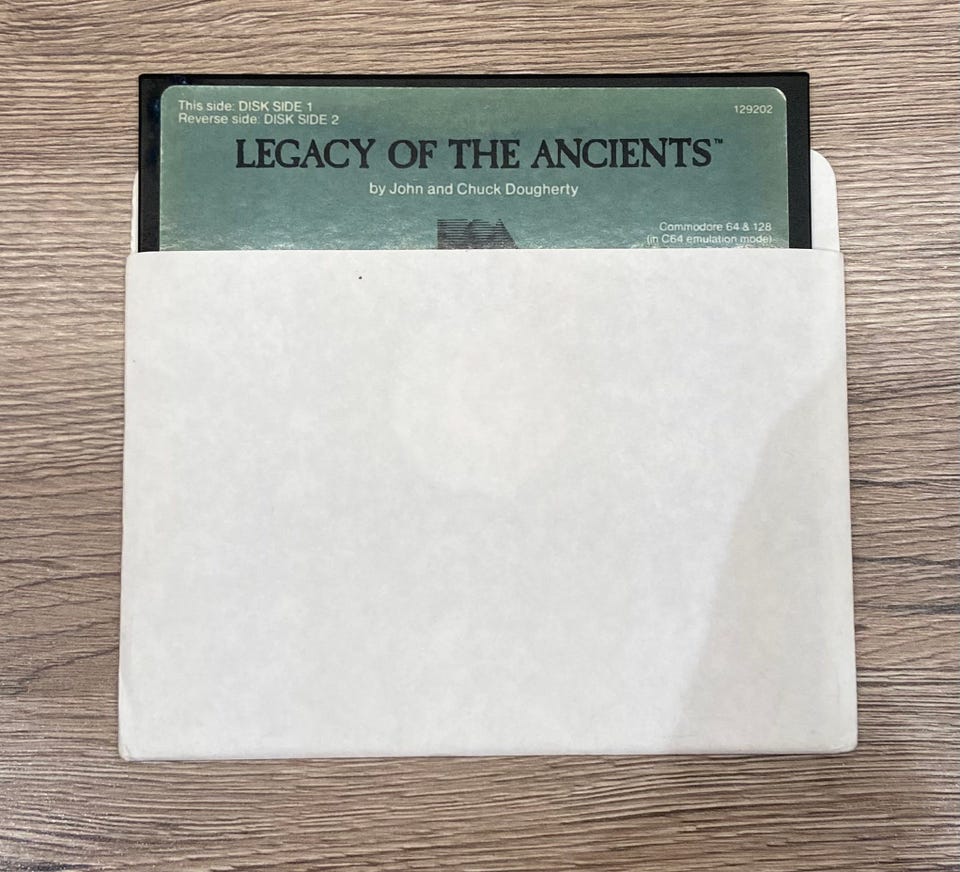 This side: DISK SIDE 1
Reverse side: DISK SIDE 2
129202
LEGACY OF THE ANCIENTS™
by John and Chuck Dougherty
Commodore 64 & 128
(in C64 emulation mode)